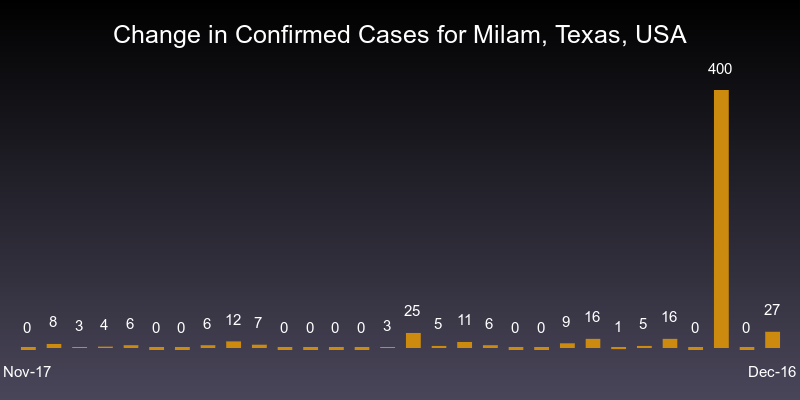 Change in Confirmed Cases for Milam, Texas, USA
400
0 8 3 4 6 0 0 6 12 7 0 0 0 0 3 25 5 11 6 0 0 9 16 1 5 16 0 0 27
Nov-17 Dec-16